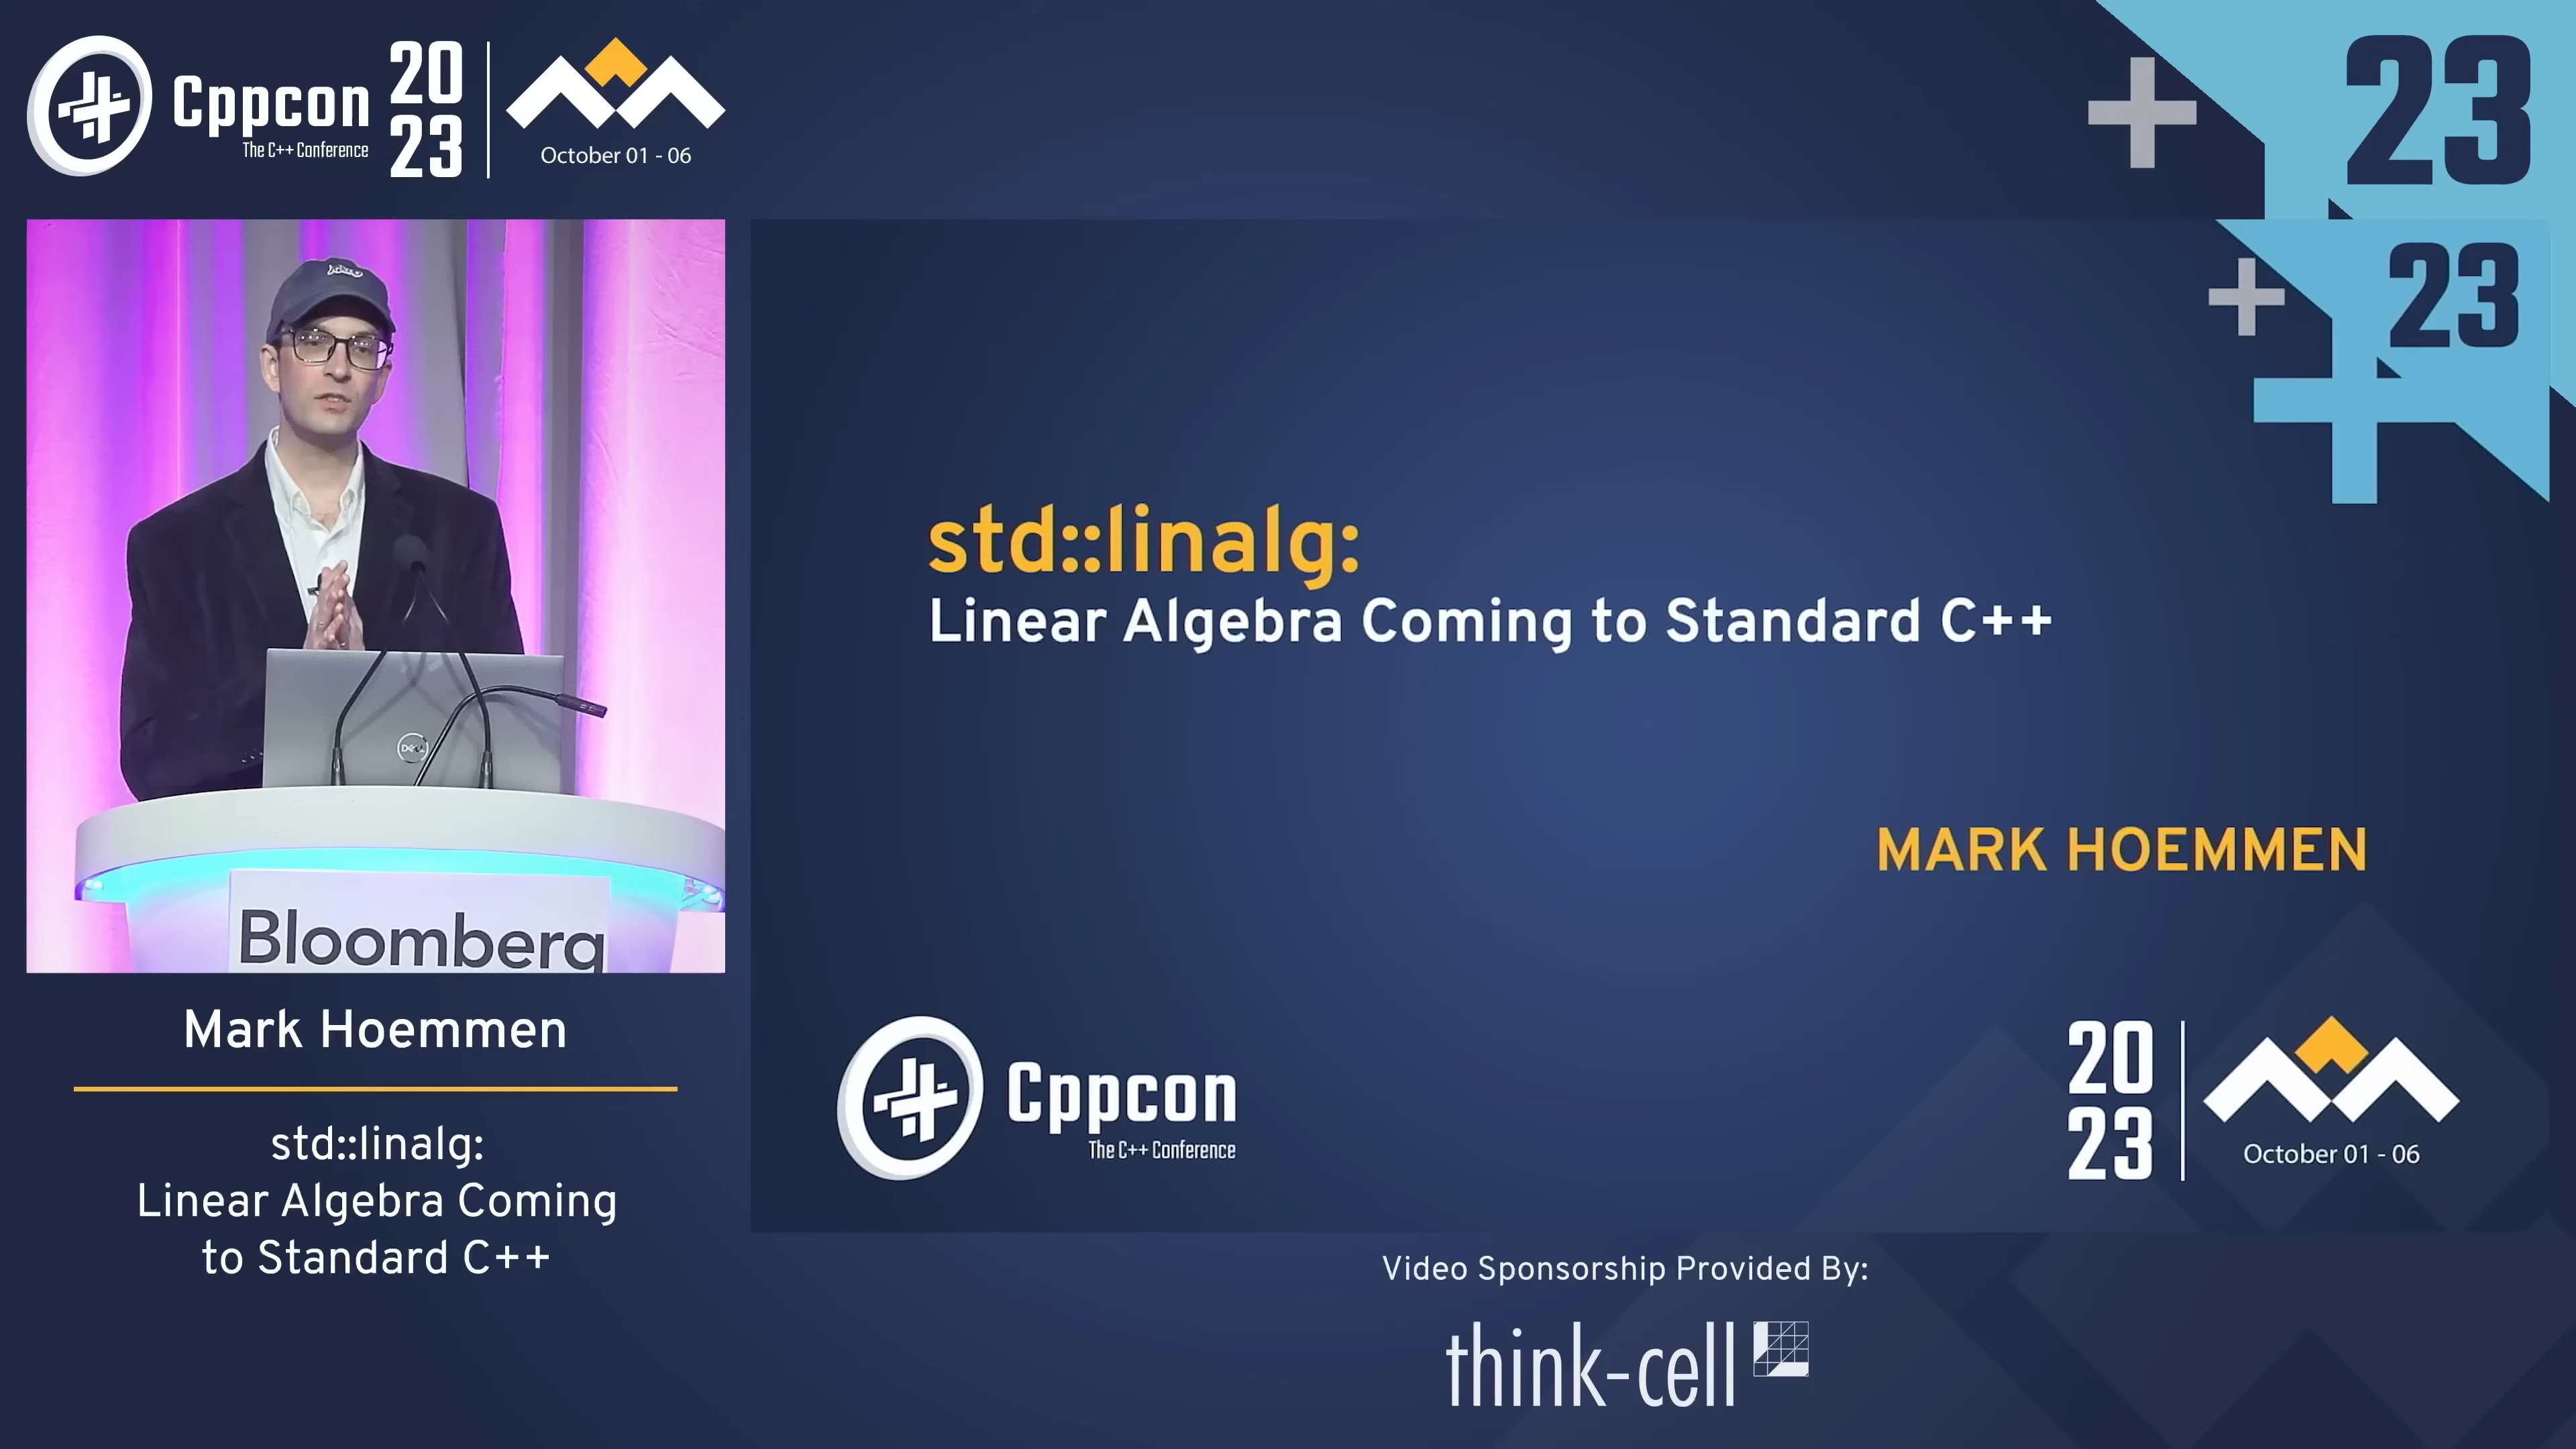 Cppcon
The C++ Conference
20
23
October 01 - 06
23
23
std::linalg:
Linear Algebra Coming to Standard C++
MARK HOEMMEN
DELL
Bloomberg
Mark Hoemmen
std::linalg:
Linear Algebra Coming
to Standard C++
Cppcon
The C++ Conference
20
23
October 01 - 06
Video Sponsorship Provided By:
think-cell